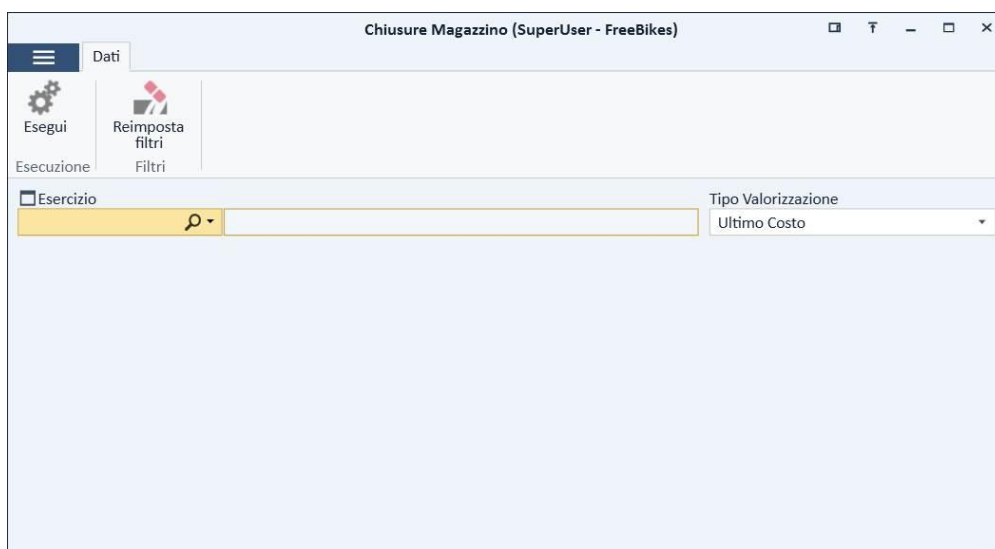 Chiusure Magazzino (SuperUser - FreeBikes)
Dati
Esegui
Reimposta
filtri
Esecuzione
Filtri
Esercizio
Tipo Valorizzazione
Ultimo Costo